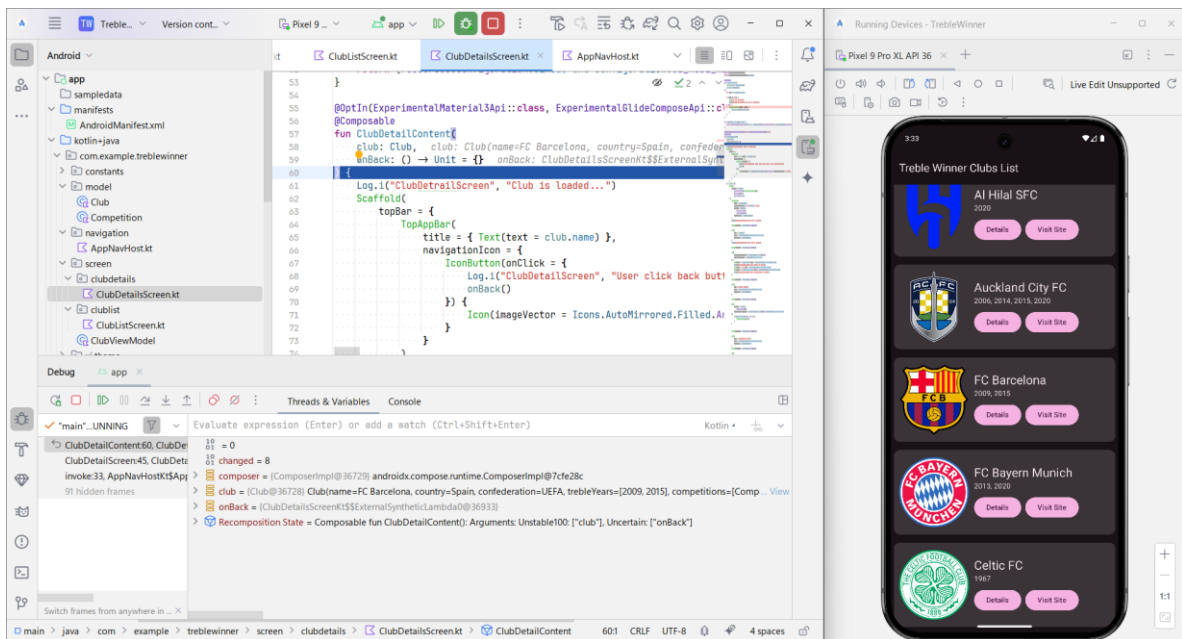 TW Treble... Version cont... Pixel 9 ... app
Android
app
sampledata
manifests
AndroidManifest.xml
kotlin+java
com.example.treblewinner
constants
model
Club
Competition
navigation
AppNavHost.kt
screen
clubdetails
ClubDetailsScreen.kt
clublist
ClubListScreen.kt
ClubViewModel
ClubListScreen.kt ClubDetailsScreen.kt AppNavHost.kt
2
53 }
54
55 @OptIn(ExperimentalMaterial3Api::class, ExperimentalGlideComposeApi::cl
56 @Composable
57 fun ClubDetailContent(
58 club: Club, club: Club(name=FC Barcelona, country=Spain, confeder
59 onBack: () → Unit = {} onBack: ClubDetailsScreenKt$$ExternalSynt
60 ) {
61 Log.i("ClubDetrailScreen", "Club is loaded...")
62 Scaffold(
63 topBar = {
64 TopAppBar(
65 title = { Text(text = club.name) },
66 navigationIcon = {
67 IconButton(onClick = {
68 Log.i("ClubDetailScreen", "User click back butt
69 onBack()
70 }) {
71 Icon(imageVector = Icons.AutoMirrored.Filled.Ar
72 }
73 }
74 )
Debug app
Threads & Variables Console
"main"...UNNING
Evaluate expression (Enter) or add a watch (Ctrl+Shift+Enter) Kotlin
ClubDetailContent:60, ClubDet
ClubDetailScreen:45, ClubDeta
invoke:33, AppNavHostKt$App
91 hidden frames
Switch frames from anywhere in ...
= 0
changed = 8
composer = {ComposerImpl@36729} androidx.compose.runtime.ComposerImpl@7cfe28c
club = {Club@36728} Club(name=FC Barcelona, country=Spain, confederation=UEFA, trebleYears=[2009, 2015], competitions=[Comp ... View
onBack = {ClubDetailsScreenKt$$ExternalSyntheticLambda0@36933}
Recomposition State = Composable fun ClubDetailContent(): Arguments: Unstable100: ["club"], Uncertain: ["onBack"]
main > java > com > example > treblewinner > screen > clubdetails > ClubDetailsScreen.kt > ClubDetailContent 60:1 CRLF UTF-8 4 spaces
Running Devices - TrebleWinner
Pixel 9 Pro XL API 36
Live Edit Unsupported
3:33
Treble Winner Clubs List
Al Hilal SFC
2020
Details Visit Site
ACFC
Auckland City FC
2006, 2014, 2015, 2020
Details Visit Site
FCB
FC Barcelona
2009, 2015
Details Visit Site
FC BAYERN
MÜNCHEN
FC Bayern Munich
2013, 2020
Details Visit Site
THE CELTIC FOOTBALL CLUB
1888
Celtic FC
1967
Details Visit Site
1:1